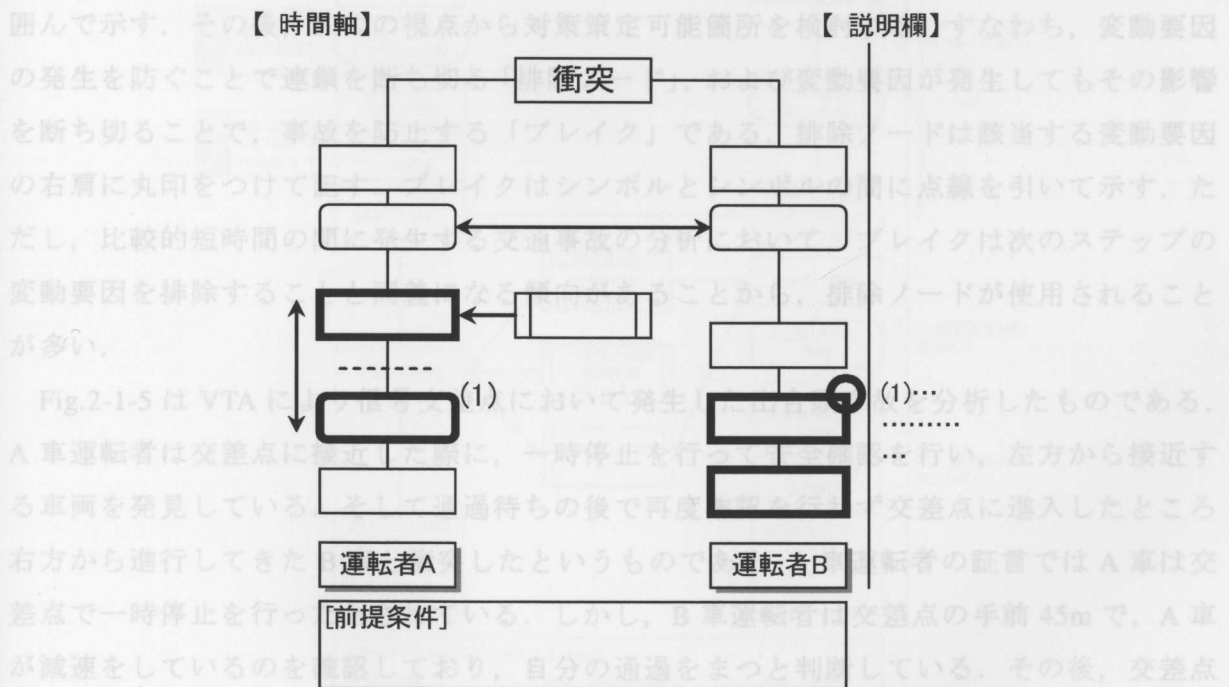 【 時間軸】
【 説明欄】
衝突
(1)
(1)…
………
…
運転者A
運転者B
[前提条件]
囲んで示す．その後 の視点から対策策定可能箇所を検 すなわち，変動要因
の発生を防ぐことで連鎖を断ち切る「排除 ード」，および変動要因が発生してもその影響
を断ち切ることで，事故を防止する「ブレイク」である．排除ノードは該当する変動要因
の右肩に丸印をつけて す．ブレイクはシンボルとシンボルの間に点線を引いて示す．た
だし，比較的短時間の間に発生する交通事故の分析において，ブレイクは次のステップの
変動要因を排除することと同義になる傾向があることから，排除ノードが使用されること
が多い．
Fig.2-1-5 は VTA により信号交差点において発生した出合 故を分析したものである．
A 車運転者は交差点に接近した際に，一時停止を行って安全確認を行い，左方から接近す
る車両を発見している．そして通過待ちの後で再度 を行わず交差点に進入したところ
右方から進行してきた B 突したというものであ 運転者の証言では A 車は交
差点で一時停止を行っ ている．しかし，B 車運転者は交差点の手前 45m で，A 車
が減速をしているのを確認しており，自分の通過をまつと判断している．その後，交差点